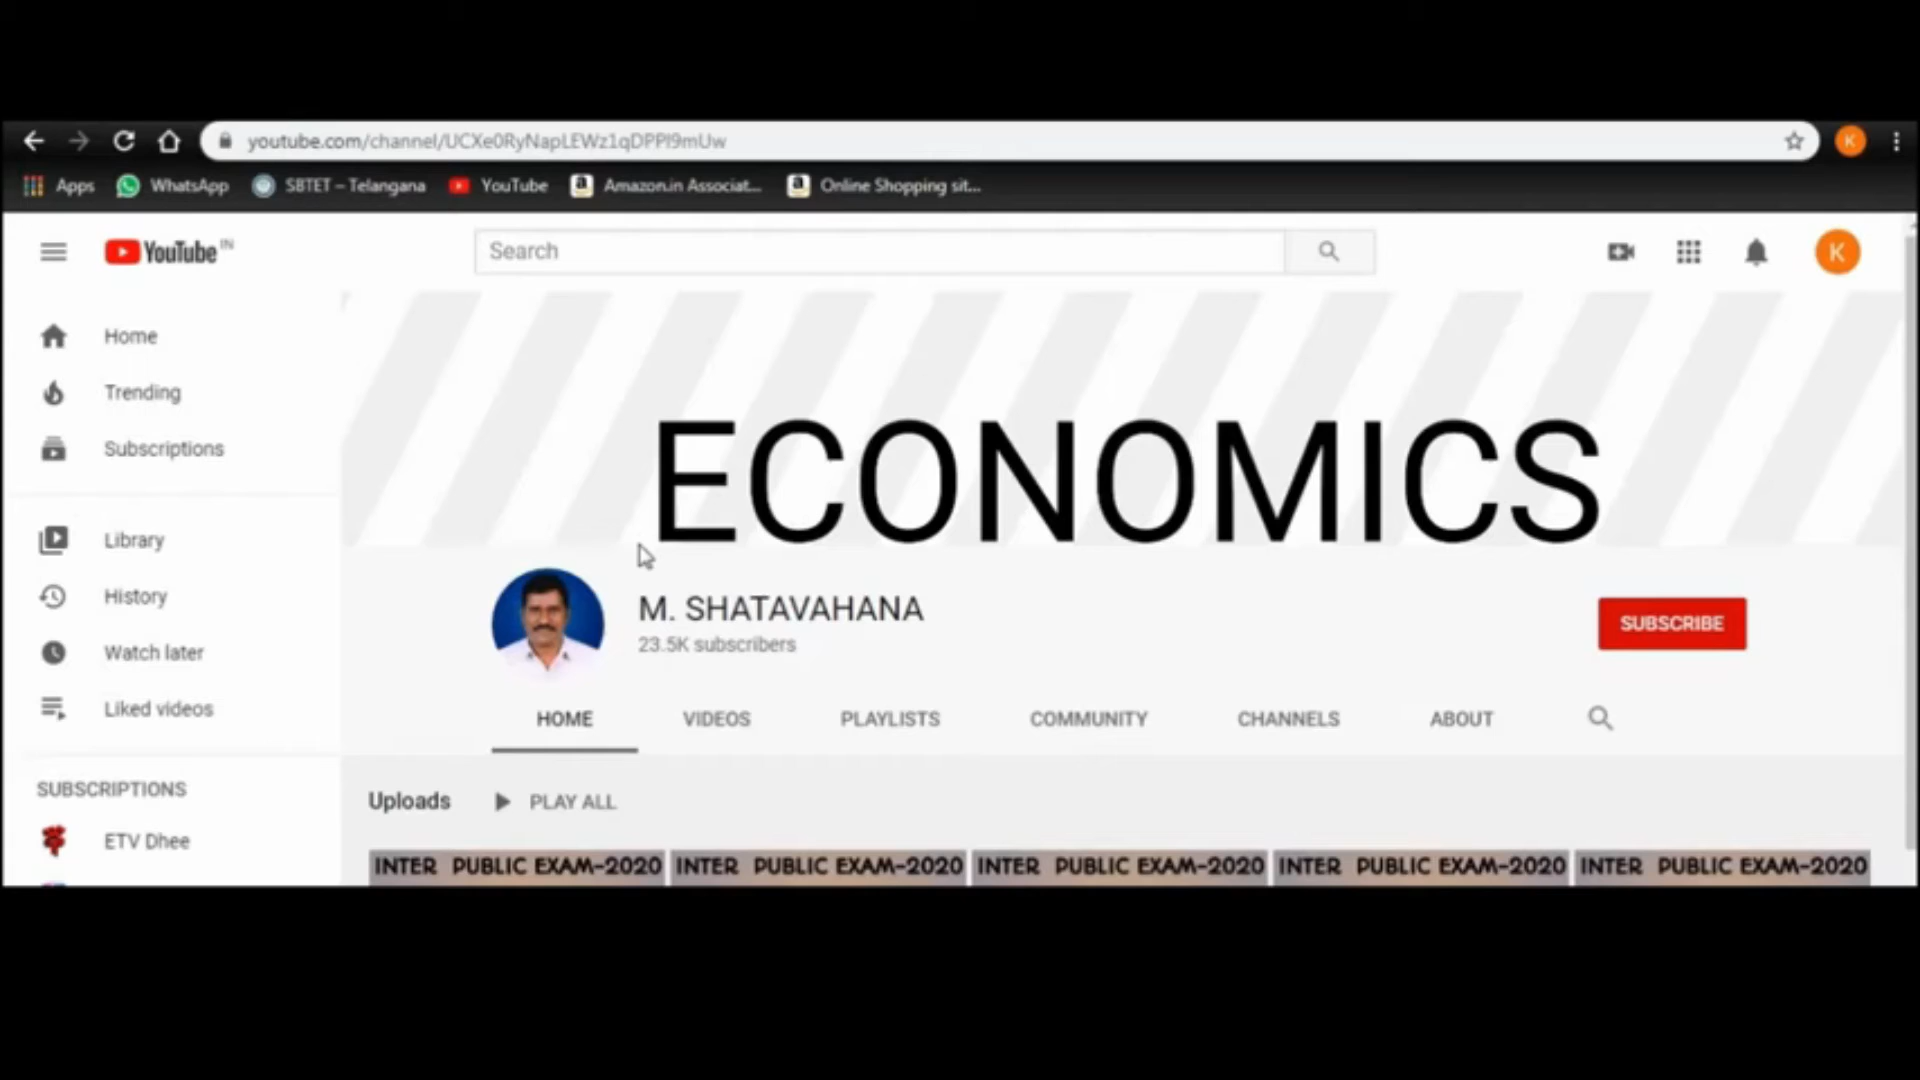 youtube.com/channel/UCXe0RyNapLEWz1qDPPI9mUw
K
Apps WhatsApp SBTET – Telangana YouTube Amazon.in Associat... Online Shopping sit...
YouTube IN
Search
K
Home
Trending
Subscriptions
ECONOMICS
Library
History
Watch later
Liked videos
M. SHATAVAHANA
23.5K subscribers
SUBSCRIBE
HOME VIDEOS PLAYLISTS COMMUNITY CHANNELS ABOUT
SUBSCRIPTIONS
ETV Dhee
Uploads PLAY ALL
INTER PUBLIC EXAM-2020 INTER PUBLIC EXAM-2020 INTER PUBLIC EXAM-2020 INTER PUBLIC EXAM-2020 INTER PUBLIC EXAM-2020